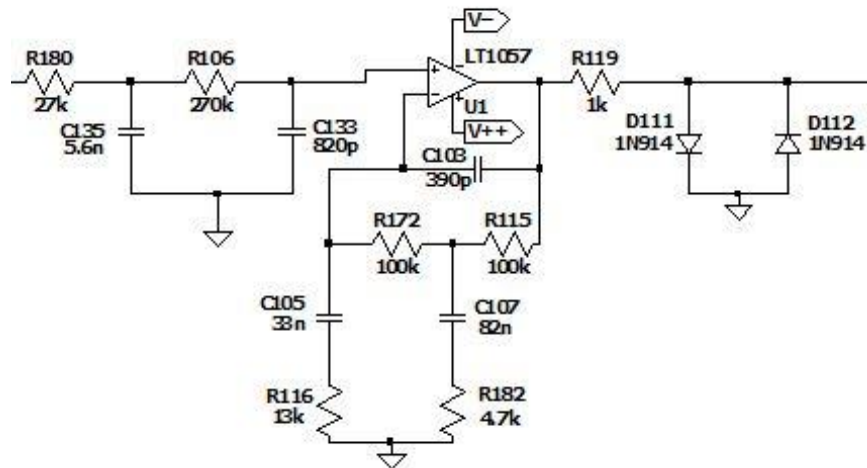 V-
R180
27k
R106
270k
LT1057
U1
V++
R119
1k
C135
5.6n
C133
820p
C103
390p
D111
1N914
D112
1N914
R172
100k
R115
100k
C105
33n
C107
82n
R116
13k
R182
4.7k